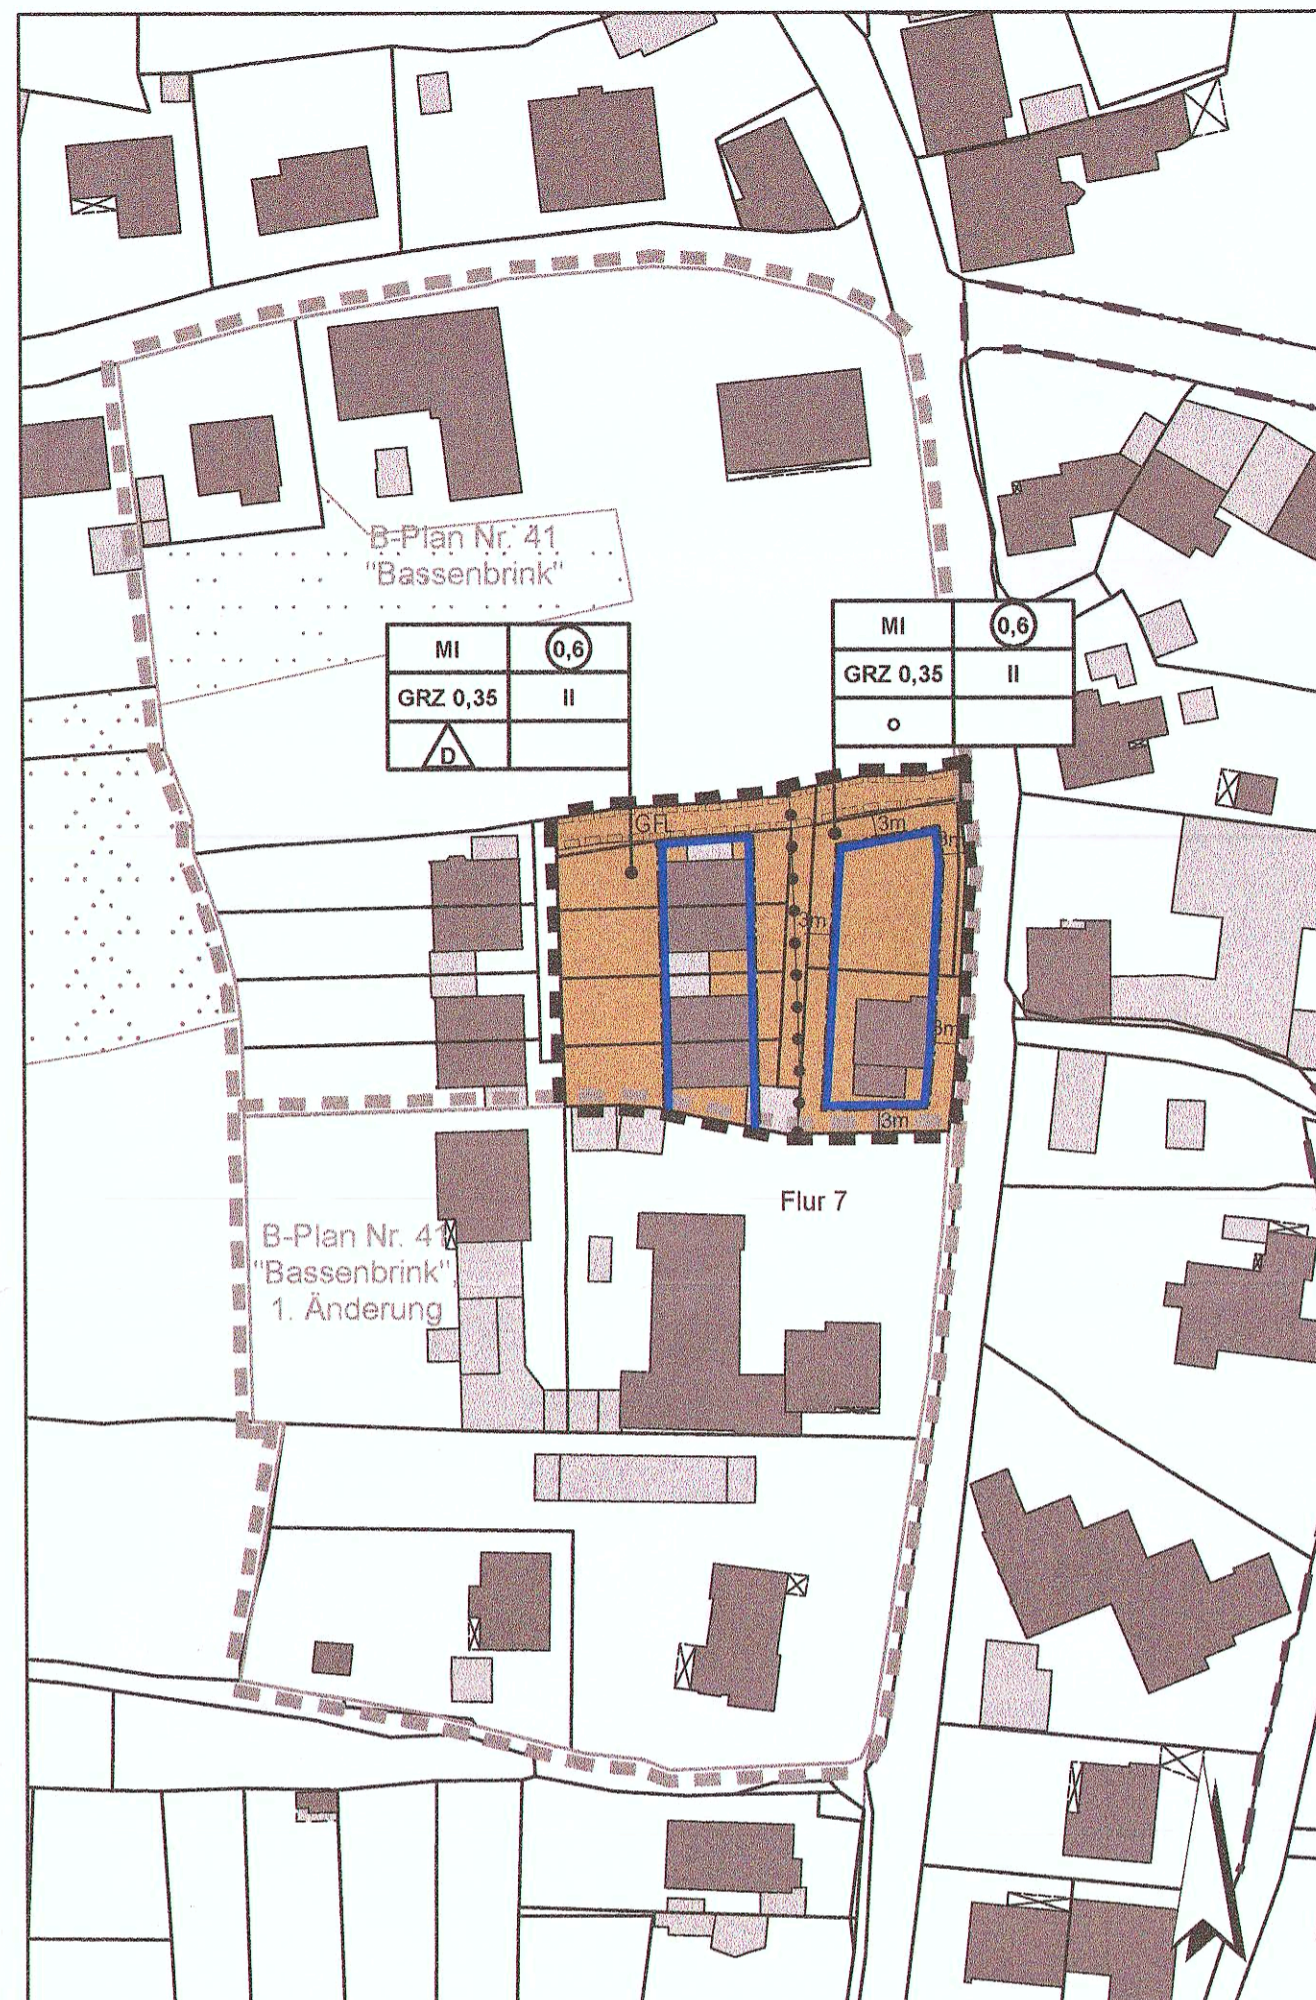 B-Plan Nr. 41
"Bassenbrink"
MI 0,6
GRZ 0,35 II
D
MI 0,6
GRZ 0,35 II
o
GFL
3m
3m
3m
3m
3m
Flur 7
B-Plan Nr. 41
"Bassenbrink",
1. Änderung